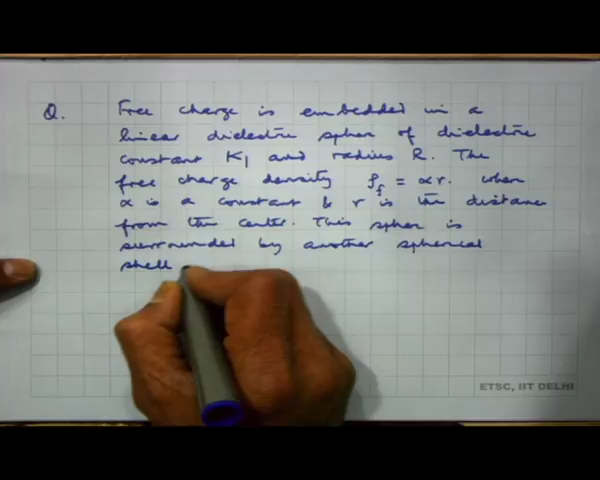 Q. Free charge is embedded in a
linear dielectric sphere of dielectric
constant K₁ and radius R. The
free charge density ρ_f = αr. where
α is a constant & r is the distance
from the center. This sphere is
surrounded by another spherical
shell
ETSC, IIT DELHI